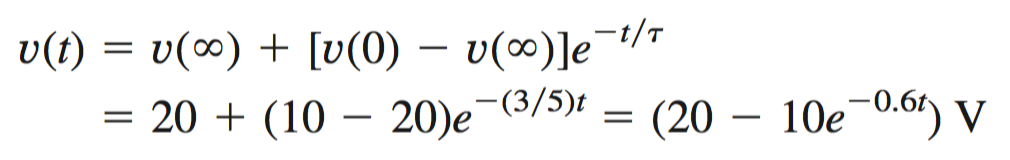 v(t) = v(∞) + [v(0) − v(∞)]e^{−t/τ}
= 20 + (10 − 20)e^{−(3/5)t} = (20 − 10e^{−0.6t}) V